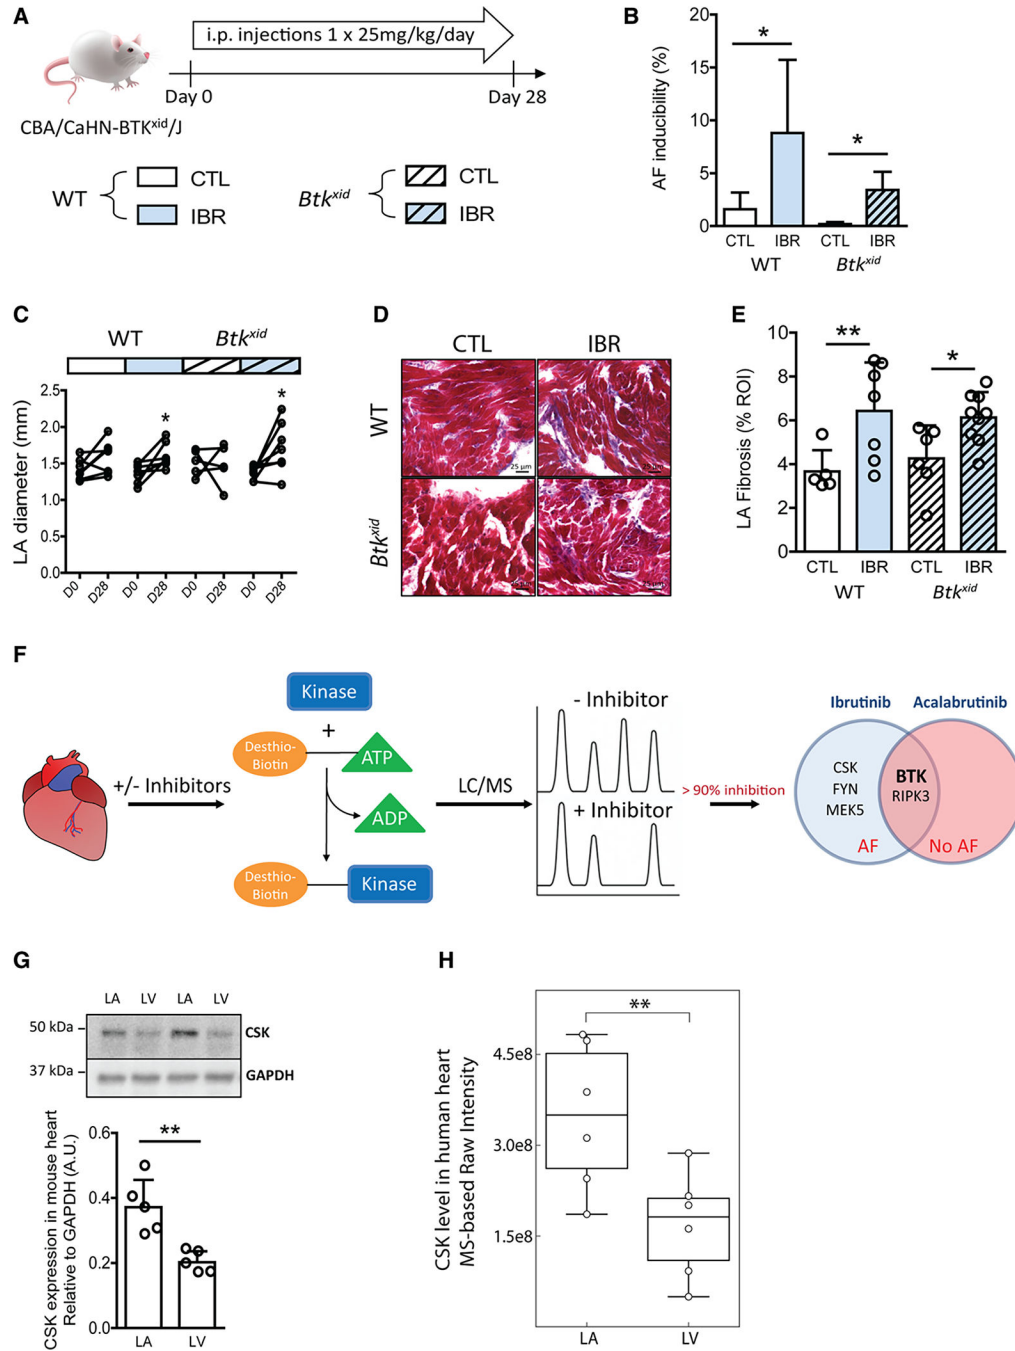 A
i.p. injections 1 x 25mg/kg/day
Day 0
Day 28
CBA/CaHN-BTKxid/J
WT
CTL
IBR
Btkxid
CTL
IBR
B
AF inducibility (%)
20
15
10
5
0
*
*
CTL IBR CTL IBR
WT Btkxid
C
WT Btkxid
LA diameter (mm)
2.5
2.0
1.5
1.0
0.5
0.0
*
*
D0 D28 D0 D28 D0 D28 D0 D28
D
CTL IBR
WT
Btkxid
25 µm
25 µm
E
LA Fibrosis (% ROI)
10
8
6
4
2
0
**
*
CTL IBR CTL IBR
WT Btkxid
F
+/- Inhibitors
Kinase
+
Desthio-
Biotin
ATP
ADP
Desthio-
Biotin
Kinase
LC/MS
- Inhibitor
+ Inhibitor
> 90% inhibition
Ibrutinib Acalabrutinib
CSK
FYN
MEK5
BTK
RIPK3
AF
No AF
G
LA LV LA LV
50 kDa
CSK
37 kDa
GAPDH
CSK expression in mouse heart
Relative to GAPDH (A.U.)
0.6
0.4
0.2
0.0
**
LA LV
H
CSK level in human heart
MS-based Raw Intensity
4.5e8
3.0e8
1.5e8
**
LA LV